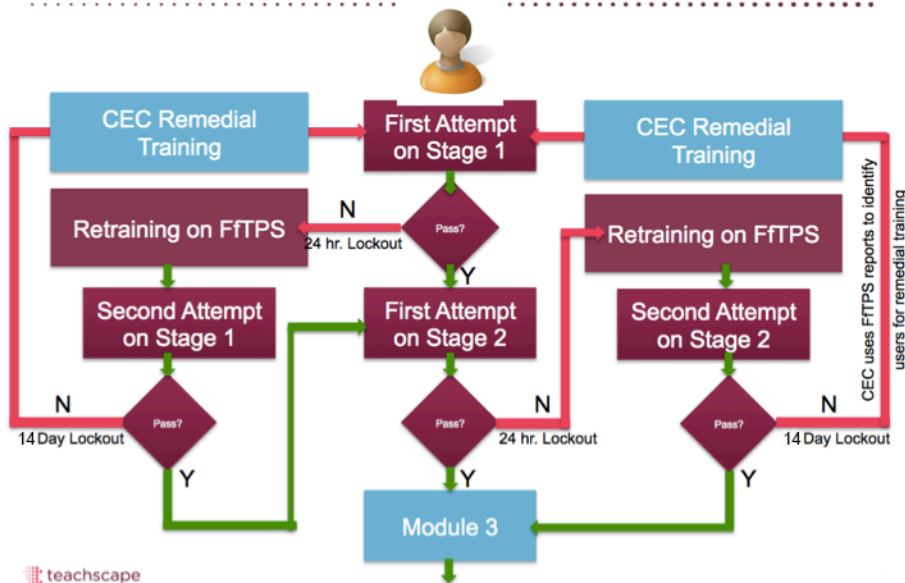 CEC Remedial
Training
First Attempt
on Stage 1
CEC Remedial
Training
N
24 hr. Lockout
Pass?
Retraining on FfTPS
Retraining on FfTPS
Y
Second Attempt
on Stage 1
First Attempt
on Stage 2
Second Attempt
on Stage 2
CEC uses FfTPS reports to identify
users for remedial training
N
14 Day Lockout
Pass?
Y
Pass?
N
24 hr. Lockout
Y
Pass?
N
14 Day Lockout
Y
Module 3
teachscape